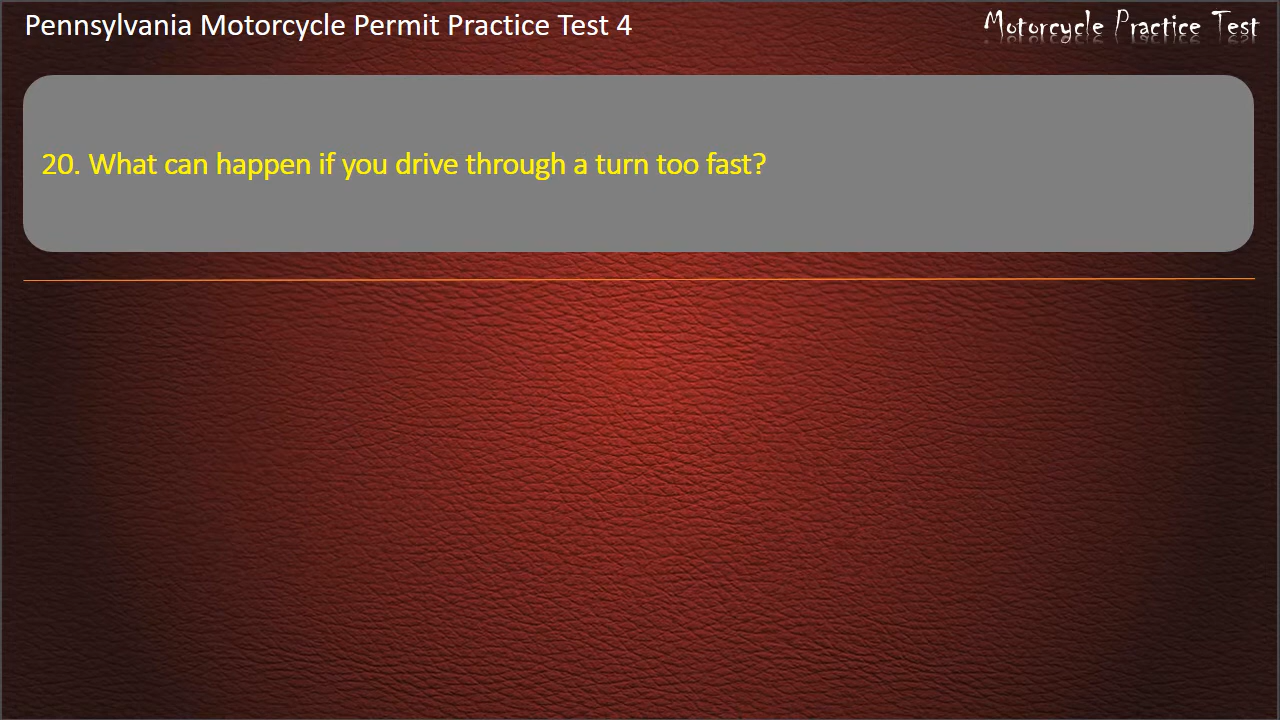 Pennsylvania Motorcycle Permit Practice Test 4
Motorcycle Practice Test
20. What can happen if you drive through a turn too fast?